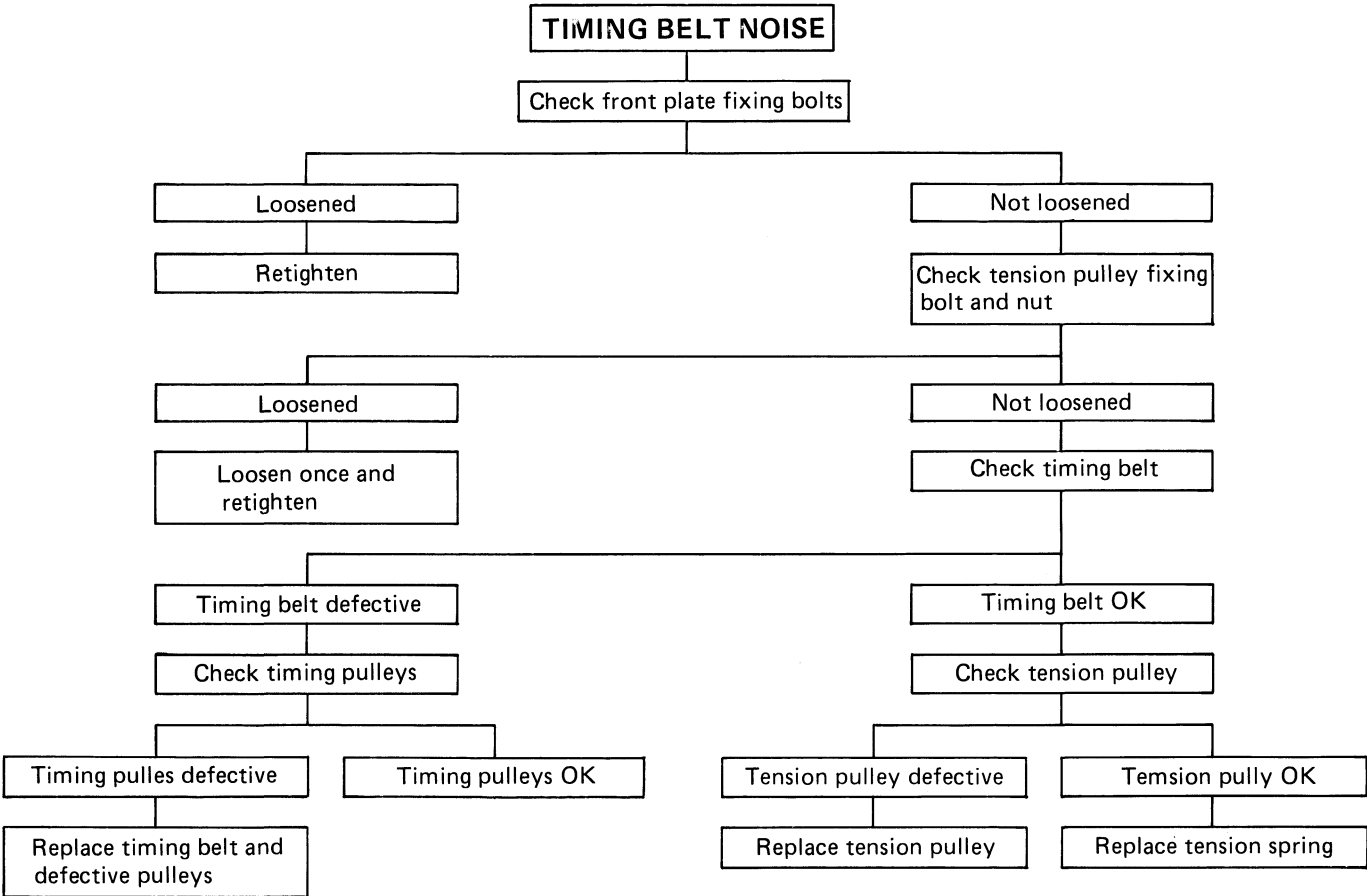 TIMING BELT NOISE
Check front plate fixing bolts
Loosened
Not loosened
Retighten
Check tension pulley fixing
bolt and nut
Loosened
Not loosened
Loosen once and
retighten
Check timing belt
Timing belt defective
Timing belt OK
Check timing pulleys
Check tension pulley
Timing pulles defective
Timing pulleys OK
Tension pulley defective
Temsion pully OK
Replace timing belt and
defective pulleys
Replace tension pulley
Replace tension spring